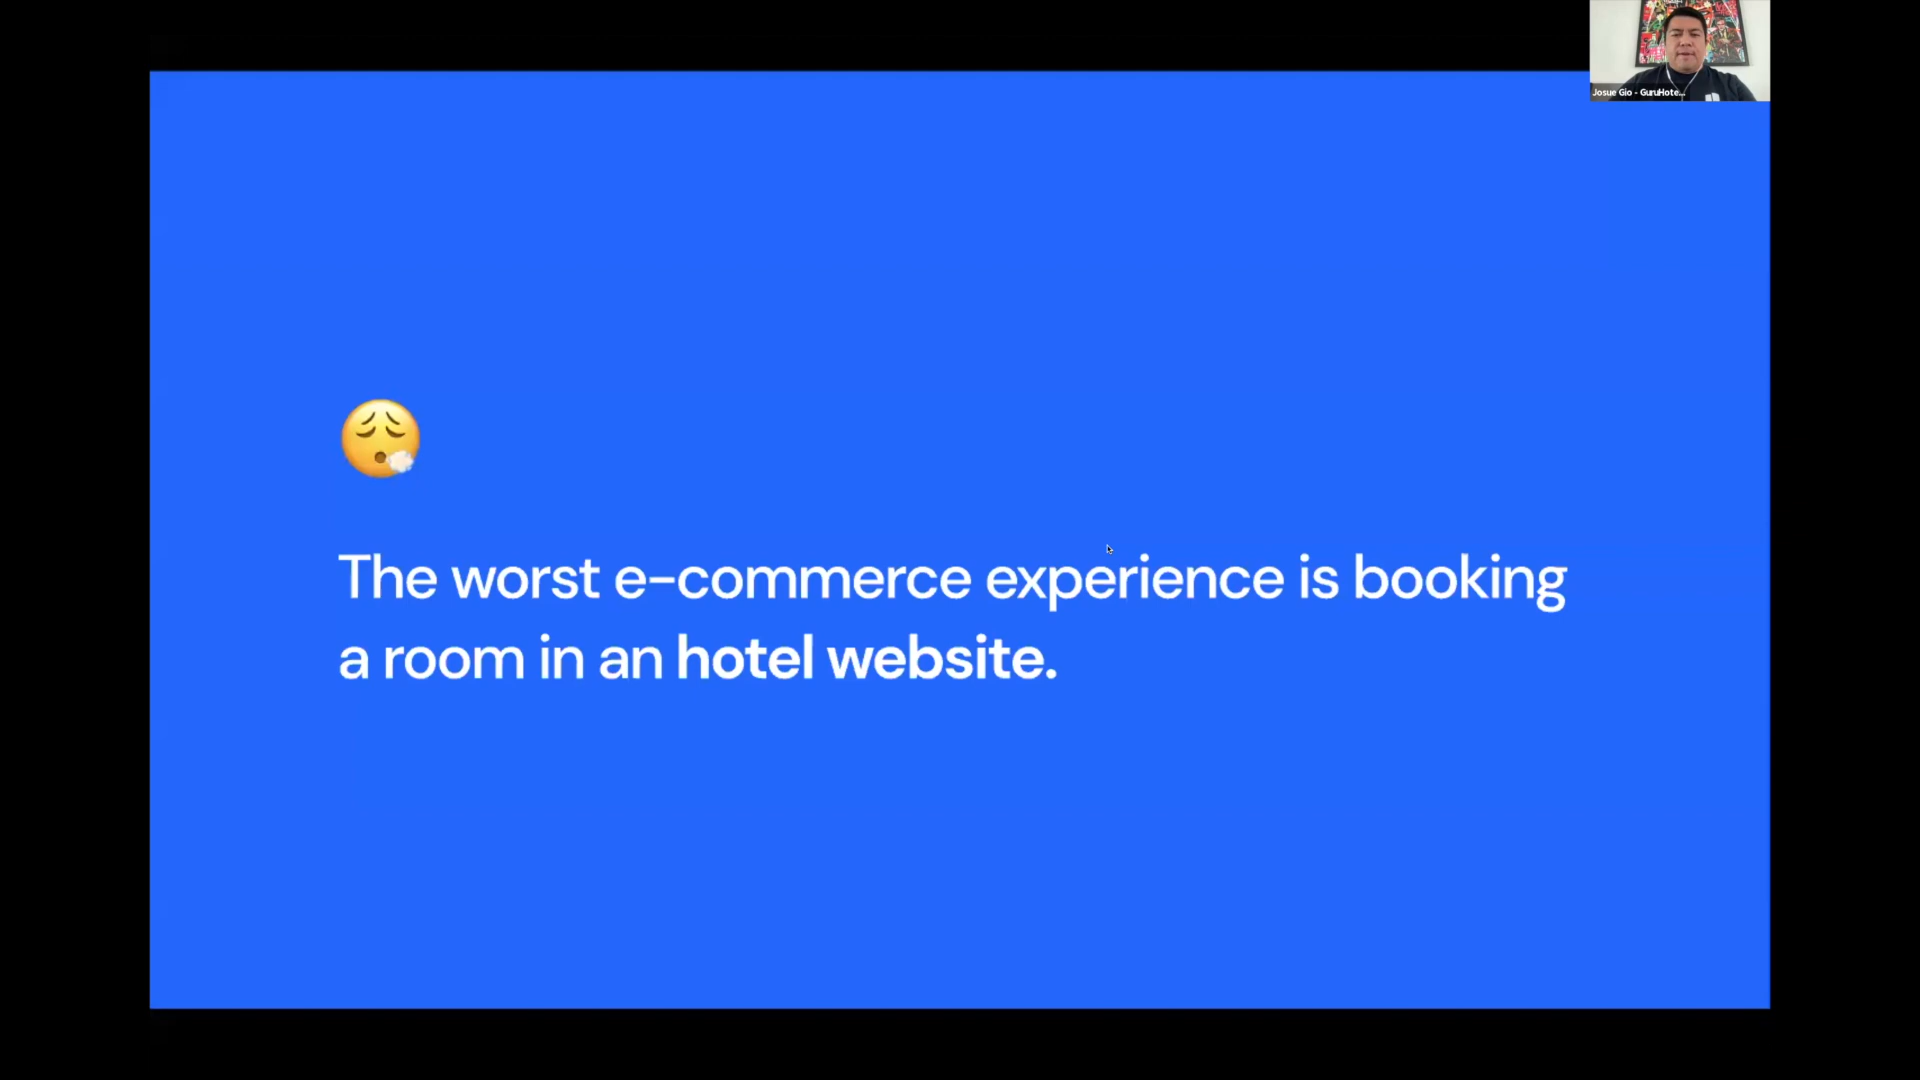 Josue Gio - GuruHote...
The worst e-commerce experience is booking
a room in an hotel website.